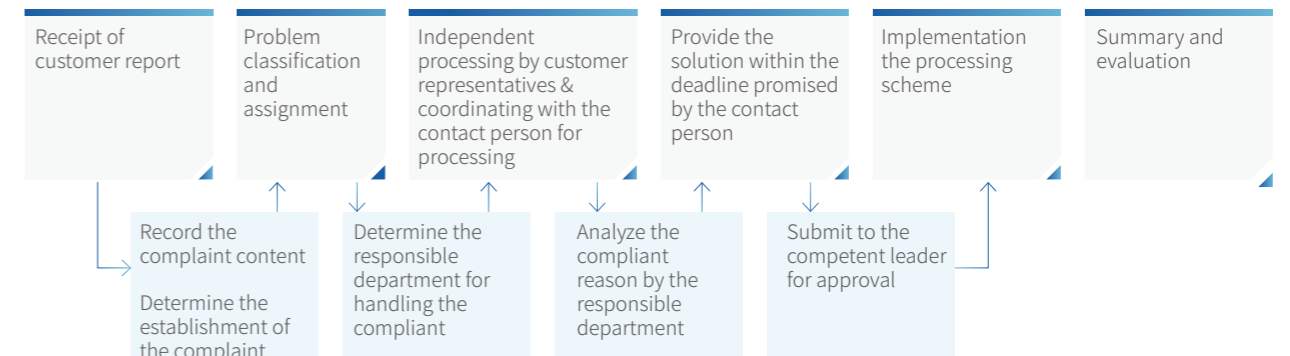 Receipt of
customer report
Problem
classification
and
assignment
Independent
processing by customer
representatives &
coordinating with the
contact person for
processing
Provide the
solution within the
deadline promised
by the contact
person
Implementation
the processing
scheme
Summary and
evaluation
Record the
complaint content
Determine the
establishment of
the complaint
Determine the
responsible
department for
handling the
compliant
Analyze the
compliant
reason by the
responsible
department
Submit to the
competent leader
for approval